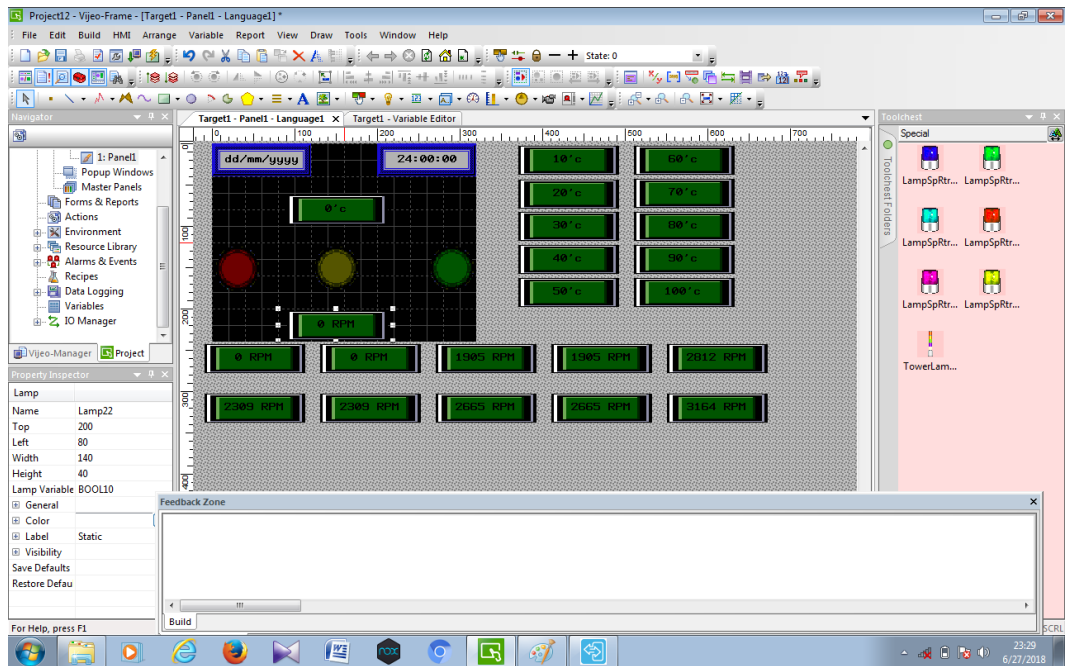 Project12 - Vijeo-Frame - [Target1 - Panel1 - Language1] *
File Edit Build HMI Arrange Variable Report View Draw Tools Window Help
State: 0
Navigator
Target1 - Panel1 - Language1 X Target1 - Variable Editor
Toolchest
0 100 200 300 400 500 600 700
Special
1: Panel1
Popup Windows
Master Panels
Forms & Reports
Actions
Environment
Resource Library
Alarms & Events
Recipes
Data Logging
Variables
IO Manager
Vijeo-Manager Project
dd/mm/yyyy 24:00:00
0°c
0 RPM
10°c 60°c
20°c 70°c
30°c 80°c
40°c 90°c
50°c 100°c
0 RPM 0 RPM 1905 RPM 1905 RPM 2812 RPM
2309 RPM 2309 RPM 2665 RPM 2665 RPM 3164 RPM
0
100
200
300
400
Toolchest Folders
LampSpRtr... LampSpRtr...
LampSpRtr... LampSpRtr...
LampSpRtr... LampSpRtr...
TowerLam...
Property Inspector
Lamp
Name Lamp22
Top 200
Left 80
Width 140
Height 40
Lamp Variable BOOL10
General
Color
Label Static
Visibility
Save Defaults
Restore Defau
Feedback Zone
Build
For Help, press F1
SCRL
nox
23:29
6/27/2018